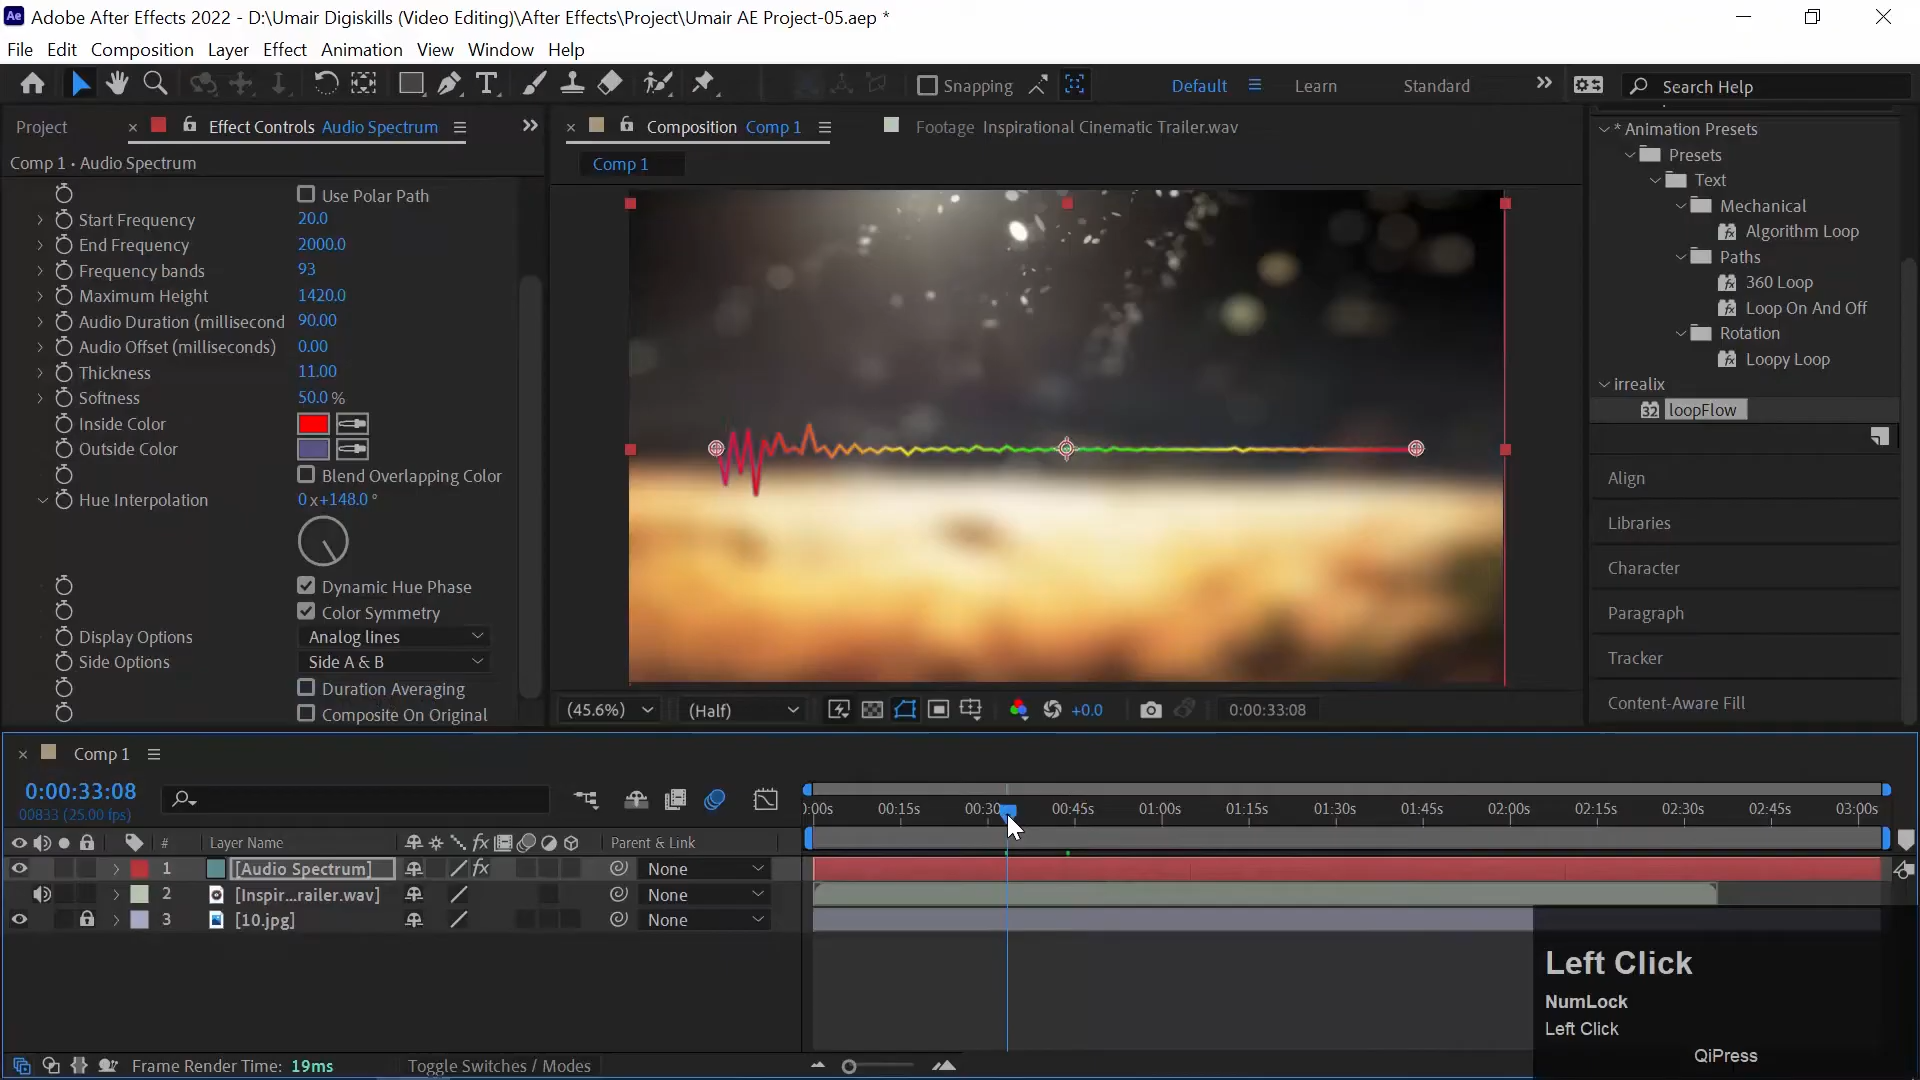 Ae Adobe After Effects 2022 - D:\Umair Digiskills (Video Editing)\After Effects\Project\Umair AE Project-05.aep *
File Edit Composition Layer Effect Animation View Window Help
Snapping Default Learn Standard Search Help
Project Effect Controls Audio Spectrum Composition Comp 1 Footage Inspirational Cinematic Trailer.wav
Comp 1 • Audio Spectrum
Comp 1
Use Polar Path
Start Frequency 20.0
End Frequency 2000.0
Frequency bands 93
Maximum Height 1420.0
Audio Duration (millisecond 90.00
Audio Offset (milliseconds) 0.00
Thickness 11.00
Softness 50.0 %
Inside Color
Outside Color
Blend Overlapping Color
Hue Interpolation 0 x+148.0 °
Dynamic Hue Phase
Color Symmetry
Display Options Analog lines
Side Options Side A & B
Duration Averaging
Composite On Original
(45.6%) (Half) +0.0 0:00:33:08
* Animation Presets
Presets
Text
Mechanical
Algorithm Loop
Paths
360 Loop
Loop On And Off
Rotation
Loopy Loop
irrealix
32 loopFlow
Align
Libraries
Character
Paragraph
Tracker
Content-Aware Fill
Comp 1
0:00:33:08
00833 (25.00 fps)
):00s 00:15s 00:30s 00:45s 01:00s 01:15s 01:30s 01:45s 02:00s 02:15s 02:30s 02:45s 03:00s
# Layer Name fx Parent & Link
1 [Audio Spectrum] fx None
2 [Inspir...railer.wav] None
3 [10.jpg] None
Left Click
NumLock
Left Click
QiPress
Frame Render Time: 19ms Toggle Switches / Modes